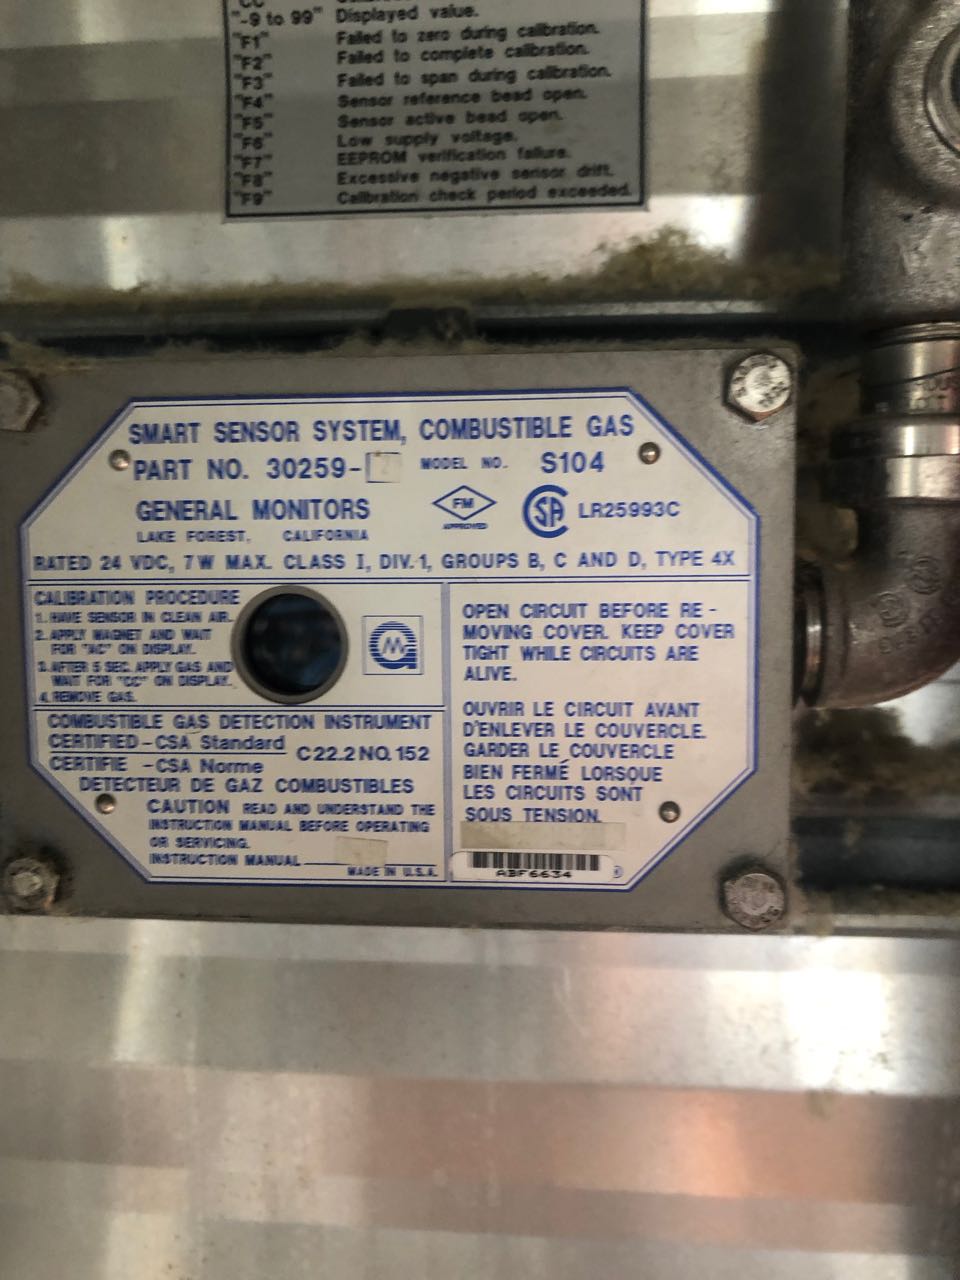 "-9 to 99" Displayed value.
"F1" Failed to zero during calibration.
"F2" Failed to complete calibration.
"F3" Failed to span during calibration.
"F4" Sensor reference bead open.
"F5" Sensor active bead open.
"F6" Low supply voltage.
"F7" EEPROM verification failure.
"F8" Excessive negative sensor drift.
"F9" Calibration check period exceeded.
SMART SENSOR SYSTEM, COMBUSTIBLE GAS
PART NO. 30259- MODEL NO. S104
GENERAL MONITORS
LAKE FOREST, CALIFORNIA
FM
APPROVED
SA
LR25993C
RATED 24 VDC, 7W MAX. CLASS I, DIV.1, GROUPS B, C AND D, TYPE 4X
CALIBRATION PROCEDURE
1. HAVE SENSOR IN CLEAN AIR.
2. APPLY MAGNET AND WAIT
FOR "AC" ON DISPLAY.
3. AFTER 5 SEC. APPLY GAS AND
WAIT FOR "CC" ON DISPLAY.
4. REMOVE GAS.
OPEN CIRCUIT BEFORE RE-
MOVING COVER. KEEP COVER
TIGHT WHILE CIRCUITS ARE
ALIVE.
OUVRIR LE CIRCUIT AVANT
D'ENLEVER LE COUVERCLE.
GARDER LE COUVERCLE
BIEN FERMÉ LORSQUE
LES CIRCUITS SONT
SOUS TENSION.
COMBUSTIBLE GAS DETECTION INSTRUMENT
CERTIFIED-CSA Standard
CERTIFIE -CSA Norme
C22.2 NO. 152
DETECTEUR DE GAZ COMBUSTIBLES
CAUTION READ AND UNDERSTAND THE
INSTRUCTION MANUAL BEFORE OPERATING
OR SERVICING.
INSTRUCTION MANUAL
MADE IN U.S.A.
ABF6634